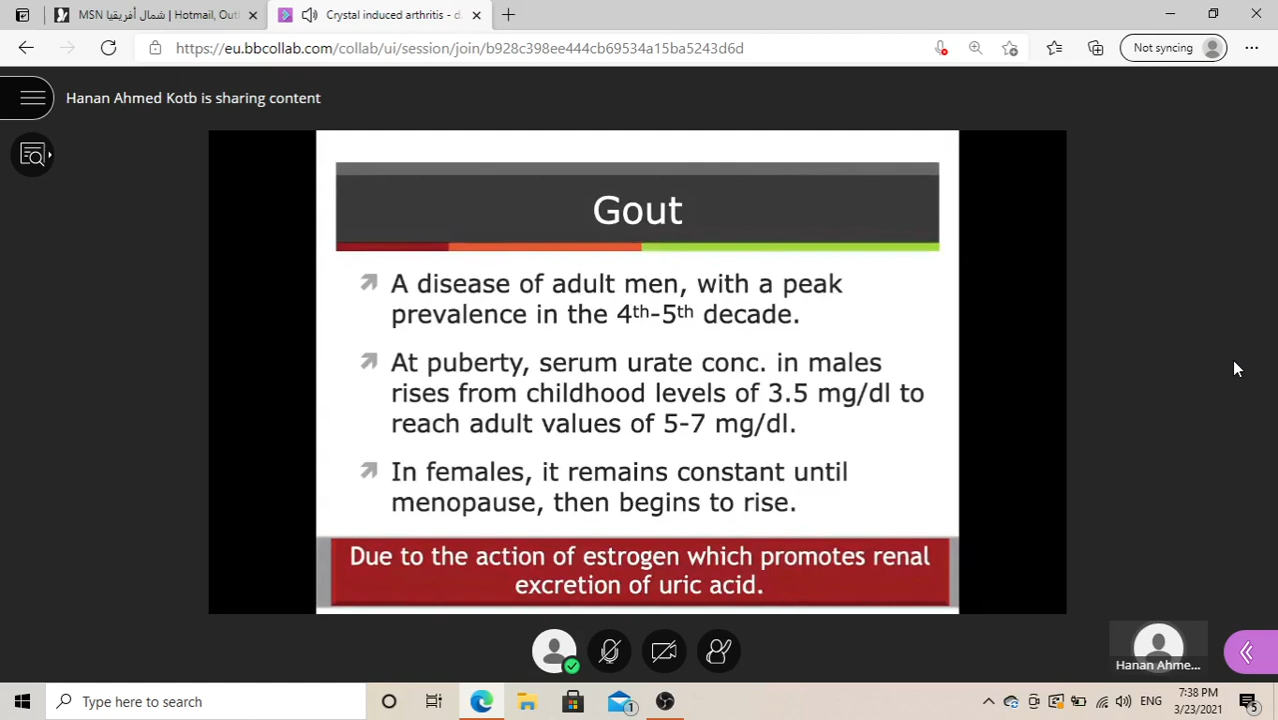 MSN شمال أفريقيا | Hotmail, Outl
Crystal induced arthritis - d
https://eu.bbcollab.com/collab/ui/session/join/b928c398ee444cb69534a15ba5243d6d
Not syncing
Hanan Ahmed Kotb is sharing content
Gout
A disease of adult men, with a peak
prevalence in the 4th-5th decade.
At puberty, serum urate conc. in males
rises from childhood levels of 3.5 mg/dl to
reach adult values of 5-7 mg/dl.
In females, it remains constant until
menopause, then begins to rise.
Due to the action of estrogen which promotes renal
excretion of uric acid.
Hanan Ahme...
Type here to search
1
ENG
7:38 PM
3/23/2021
5